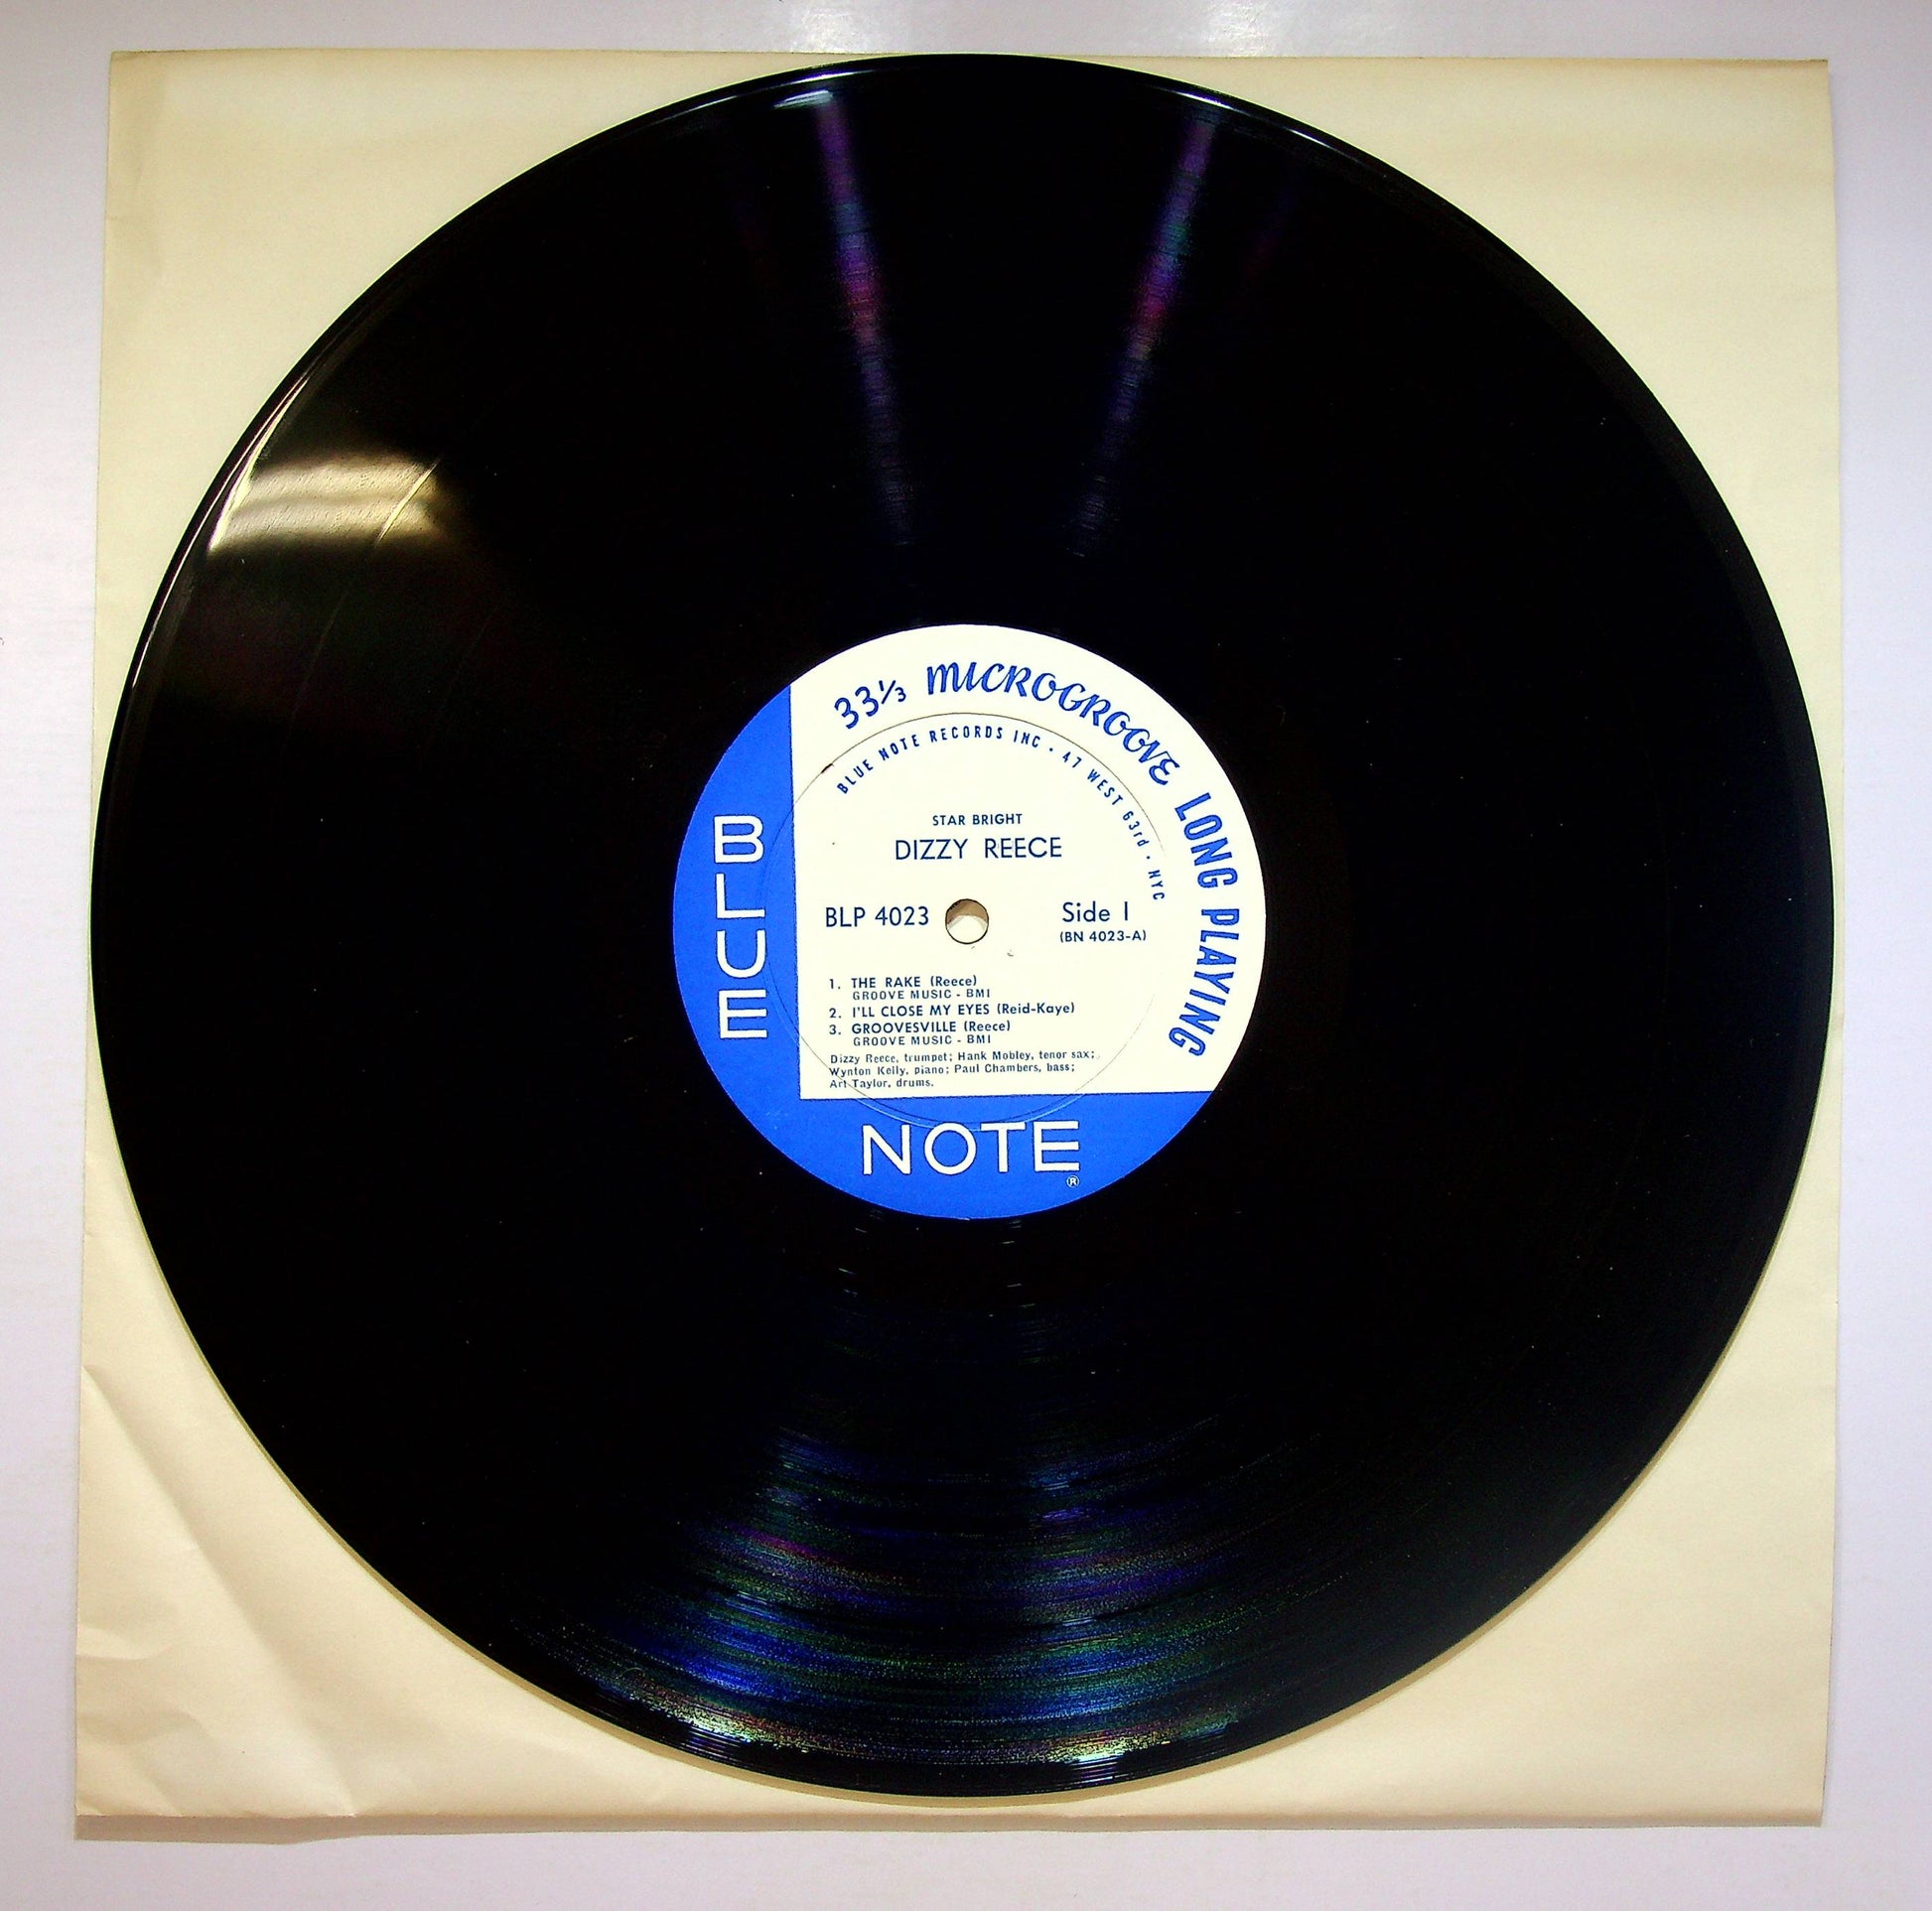 33⅓ MICROGROOVE LONG PLAYING
BLUE NOTE RECORDS INC · 47 WEST 63rd · NYC
STAR BRIGHT
DIZZY REECE
BLP 4023
Side 1
(BN 4023-A)
1. THE RAKE (Reece)
GROOVE MUSIC - BMI
2. I'LL CLOSE MY EYES (Reid-Kaye)
3. GROOVESVILLE (Reece)
GROOVE MUSIC - BMI
Dizzy Reece, trumpet; Hank Mobley, tenor sax;
Wynton Kelly, piano; Paul Chambers, bass;
Art Taylor, drums.
BLUE
NOTE
®